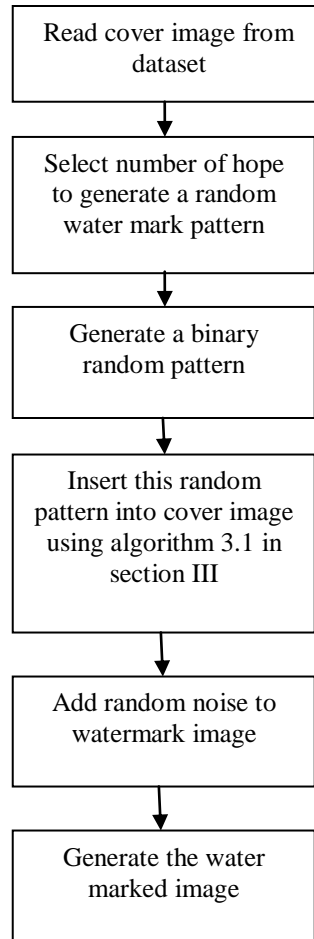 Read cover image from
dataset
Select number of hope
to generate a random
water mark pattern
Generate a binary
random pattern
Insert this random
pattern into cover image
using algorithm 3.1 in
section III
Add random noise to
watermark image
Generate the water
marked image